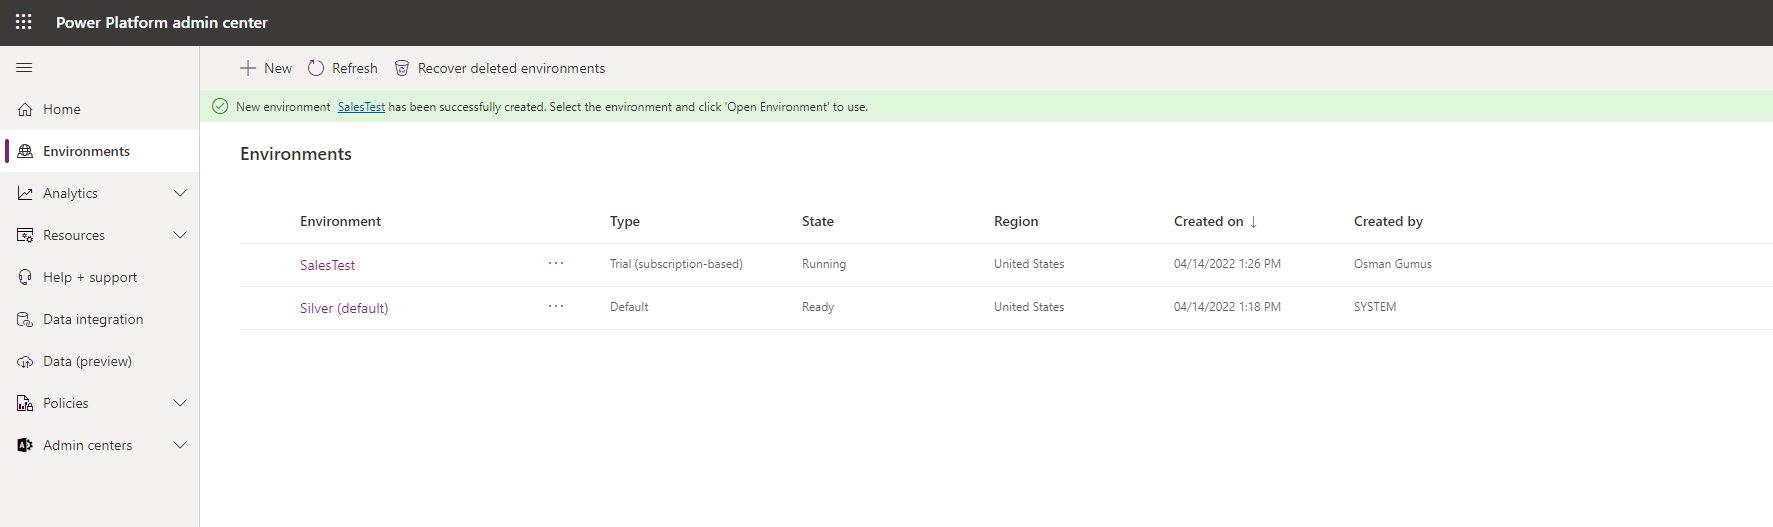 Power Platform admin center
New Refresh Recover deleted environments
New environment SalesTest has been successfully created. Select the environment and click 'Open Environment' to use.
Home
Environments
Analytics
Resources
Help + support
Data integration
Data (preview)
Policies
Admin centers
Environments
Environment Type State Region Created on ↓ Created by
SalesTest ··· Trial (subscription-based) Running United States 04/14/2022 1:26 PM Osman Gumus
Silver (default) ··· Default Ready United States 04/14/2022 1:18 PM SYSTEM